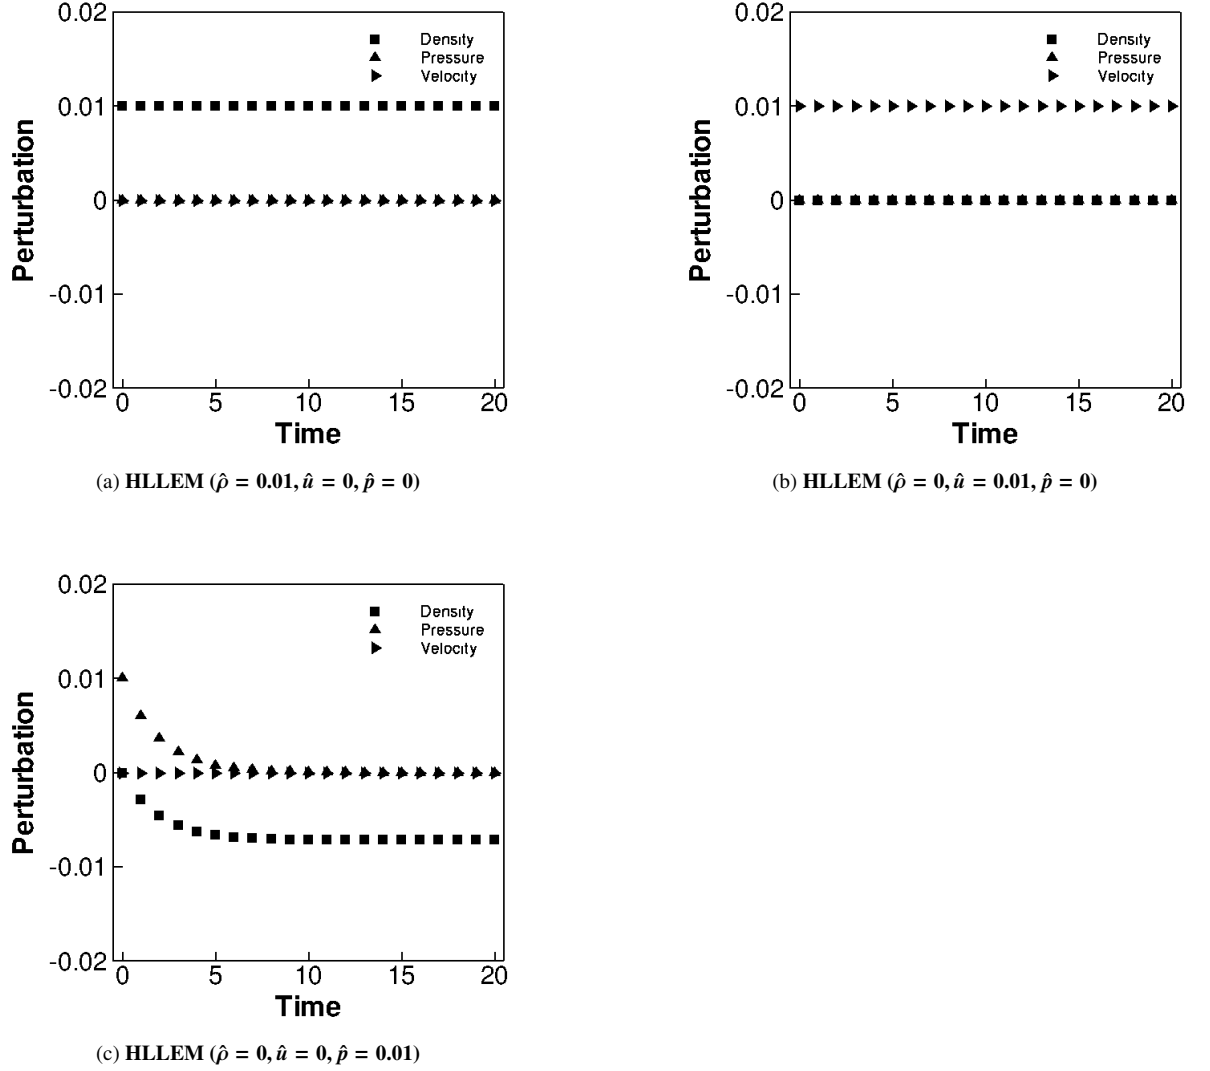 0.02
0.01
0
-0.01
-0.02
Perturbation
Density
Pressure
Velocity
0 5 10 15 20
Time
(a) HLLEM (ρ̂ = 0.01, û = 0, p̂ = 0)
0.02
0.01
0
-0.01
-0.02
Perturbation
Density
Pressure
Velocity
0 5 10 15 20
Time
(b) HLLEM (ρ̂ = 0, û = 0.01, p̂ = 0)
0.02
0.01
0
-0.01
-0.02
Perturbation
Density
Pressure
Velocity
0 5 10 15 20
Time
(c) HLLEM (ρ̂ = 0, û = 0, p̂ = 0.01)